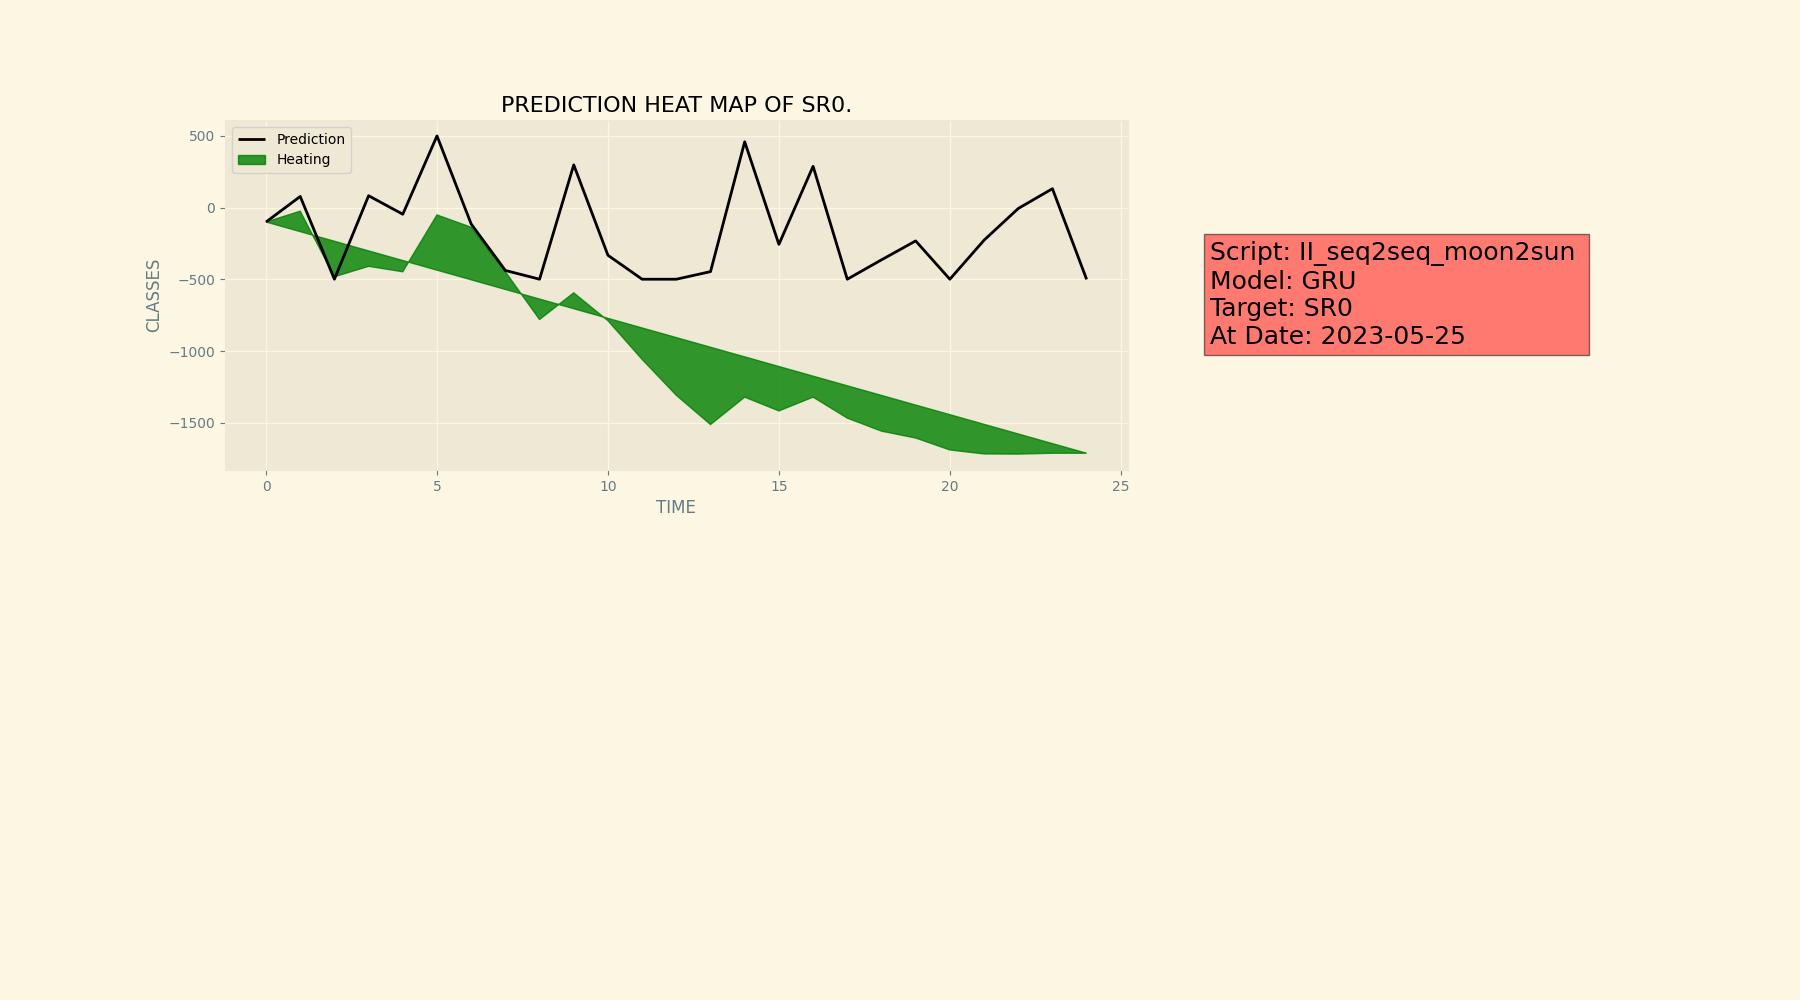 PREDICTION HEAT MAP OF SR0.
Prediction
Heating
500
0
−500
−1000
−1500
CLASSES
0 5 10 15 20 25
TIME
Script: II_seq2seq_moon2sun
Model: GRU
Target: SR0
At Date: 2023-05-25